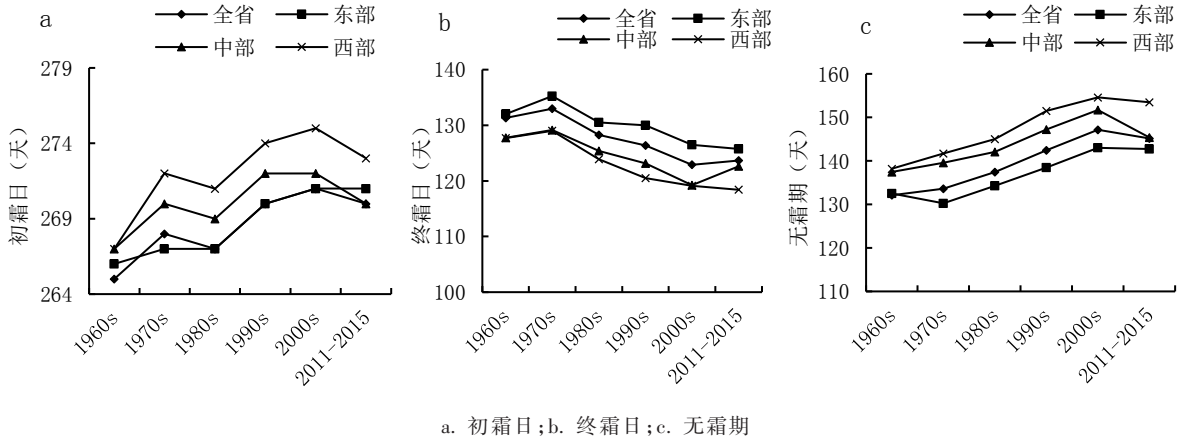 a
全省 东部
中部 西部
初霜日（天）
279
274
269
264
1960s 1970s 1980s 1990s 2000s 2011-2015
b
全省 东部
中部 西部
终霜日（天）
140
130
120
110
100
1960s 1970s 1980s 1990s 2000s 2011-2015
c
全省 东部
中部 西部
无霜期（天）
160
150
140
130
120
110
1960s 1970s 1980s 1990s 2000s 2011-2015
a. 初霜日;b. 终霜日;c. 无霜期